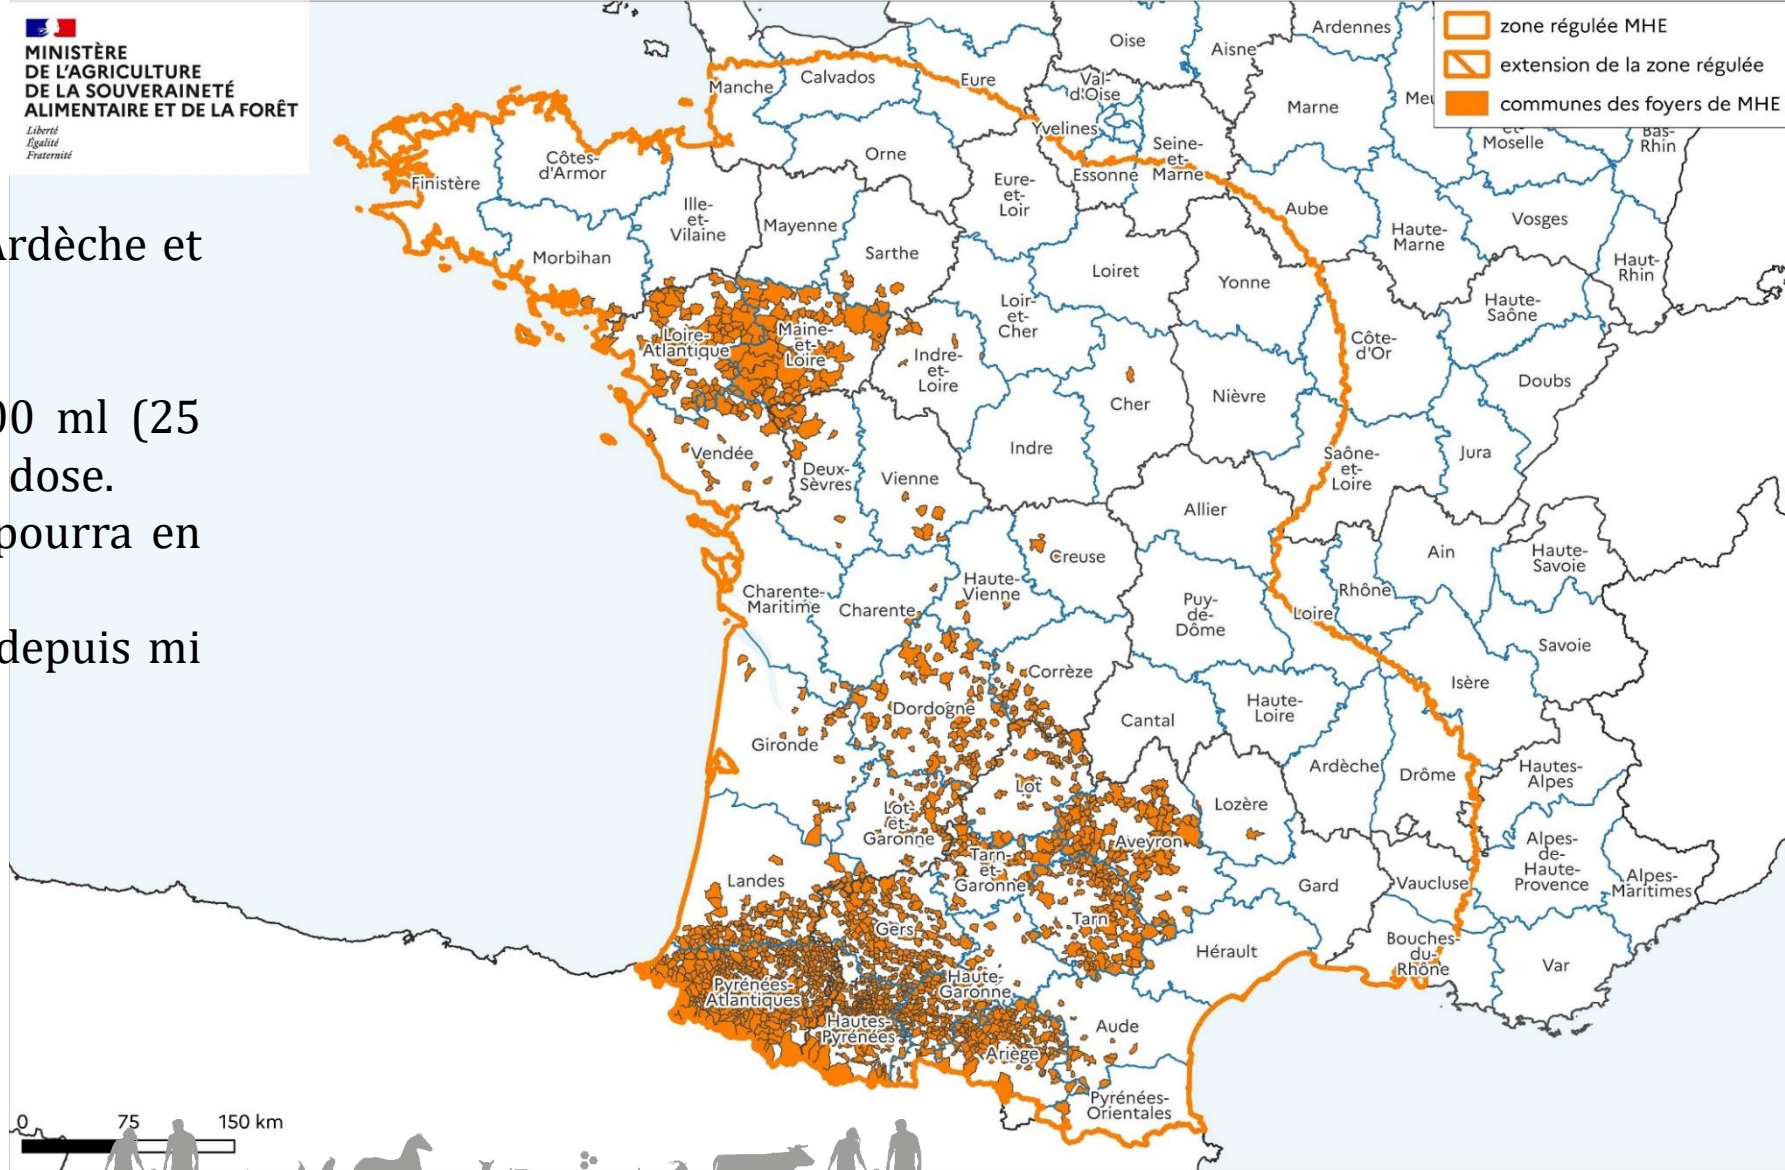 MINISTÈRE
DE L'AGRICULTURE
DE LA SOUVERAINETÉ
ALIMENTAIRE ET DE LA FORÊT
Liberté
Égalité
Fraternité
zone régulée MHE
extension de la zone régulée
communes des foyers de MHE
Ardèche et
00 ml (25
dose.
pourra en
depuis mi
Oise
Aisne
Ardennes
Manche
Calvados
Eure
Val-
d'Oise
Marne
Meu
Yvelines
Seine-
et-
Marne
Et-
Moselle
Bas-
Rhin
Finistère
Côtes-
d'Armor
Orne
Essonne
Eure-
et-
Loir
Ille-
et-
Vilaine
Mayenne
Aube
Vosges
Haute-
Marne
Morbihan
Sarthe
Loiret
Yonne
Haut-
Rhin
Loir-
et-
Cher
Haute-
Saône
Loire-
Atlantique
Maine-
et-
Loire
Indre-
et-
Loire
Côte-
d'Or
Doubs
Cher
Nièvre
Vendée
Deux-
Sèvres
Vienne
Indre
Saône-
et-
Loire
Jura
Allier
Creuse
Ain
Haute-
Savoie
Charente-
Maritime
Charente
Haute-
Vienne
Puy-
de-
Dôme
Loire
Rhône
Savoie
Corrèze
Isère
Dordogne
Cantal
Haute-
Loire
Gironde
Lot
Ardèche
Drôme
Hautes-
Alpes
Lot-
et-
Garonne
Lozère
Aveyron
Tarn-
et-
Garonne
Alpes-
de-
Haute-
Provence
Landes
Gard
Vaucluse
Alpes-
Maritimes
Gers
Tarn
Hérault
Bouches-
du-
Rhône
Var
Pyrénées-
Atlantiques
Haute-
Garonne
Hautes-
Pyrénées
Aude
Ariège
Pyrénées-
Orientales
0 75 150 km